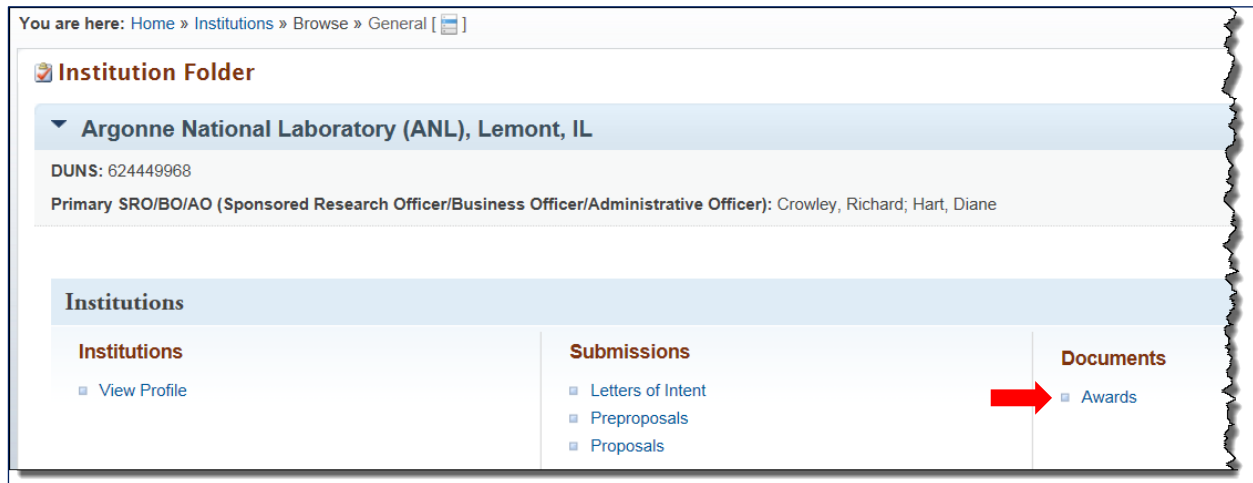 You are here: Home » Institutions » Browse » General [ ]
Institution Folder
Argonne National Laboratory (ANL), Lemont, IL
DUNS: 624449968
Primary SRO/BO/AO (Sponsored Research Officer/Business Officer/Administrative Officer): Crowley, Richard; Hart, Diane
Institutions
Institutions
View Profile
Submissions
Letters of Intent
Preproposals
Proposals
Documents
Awards